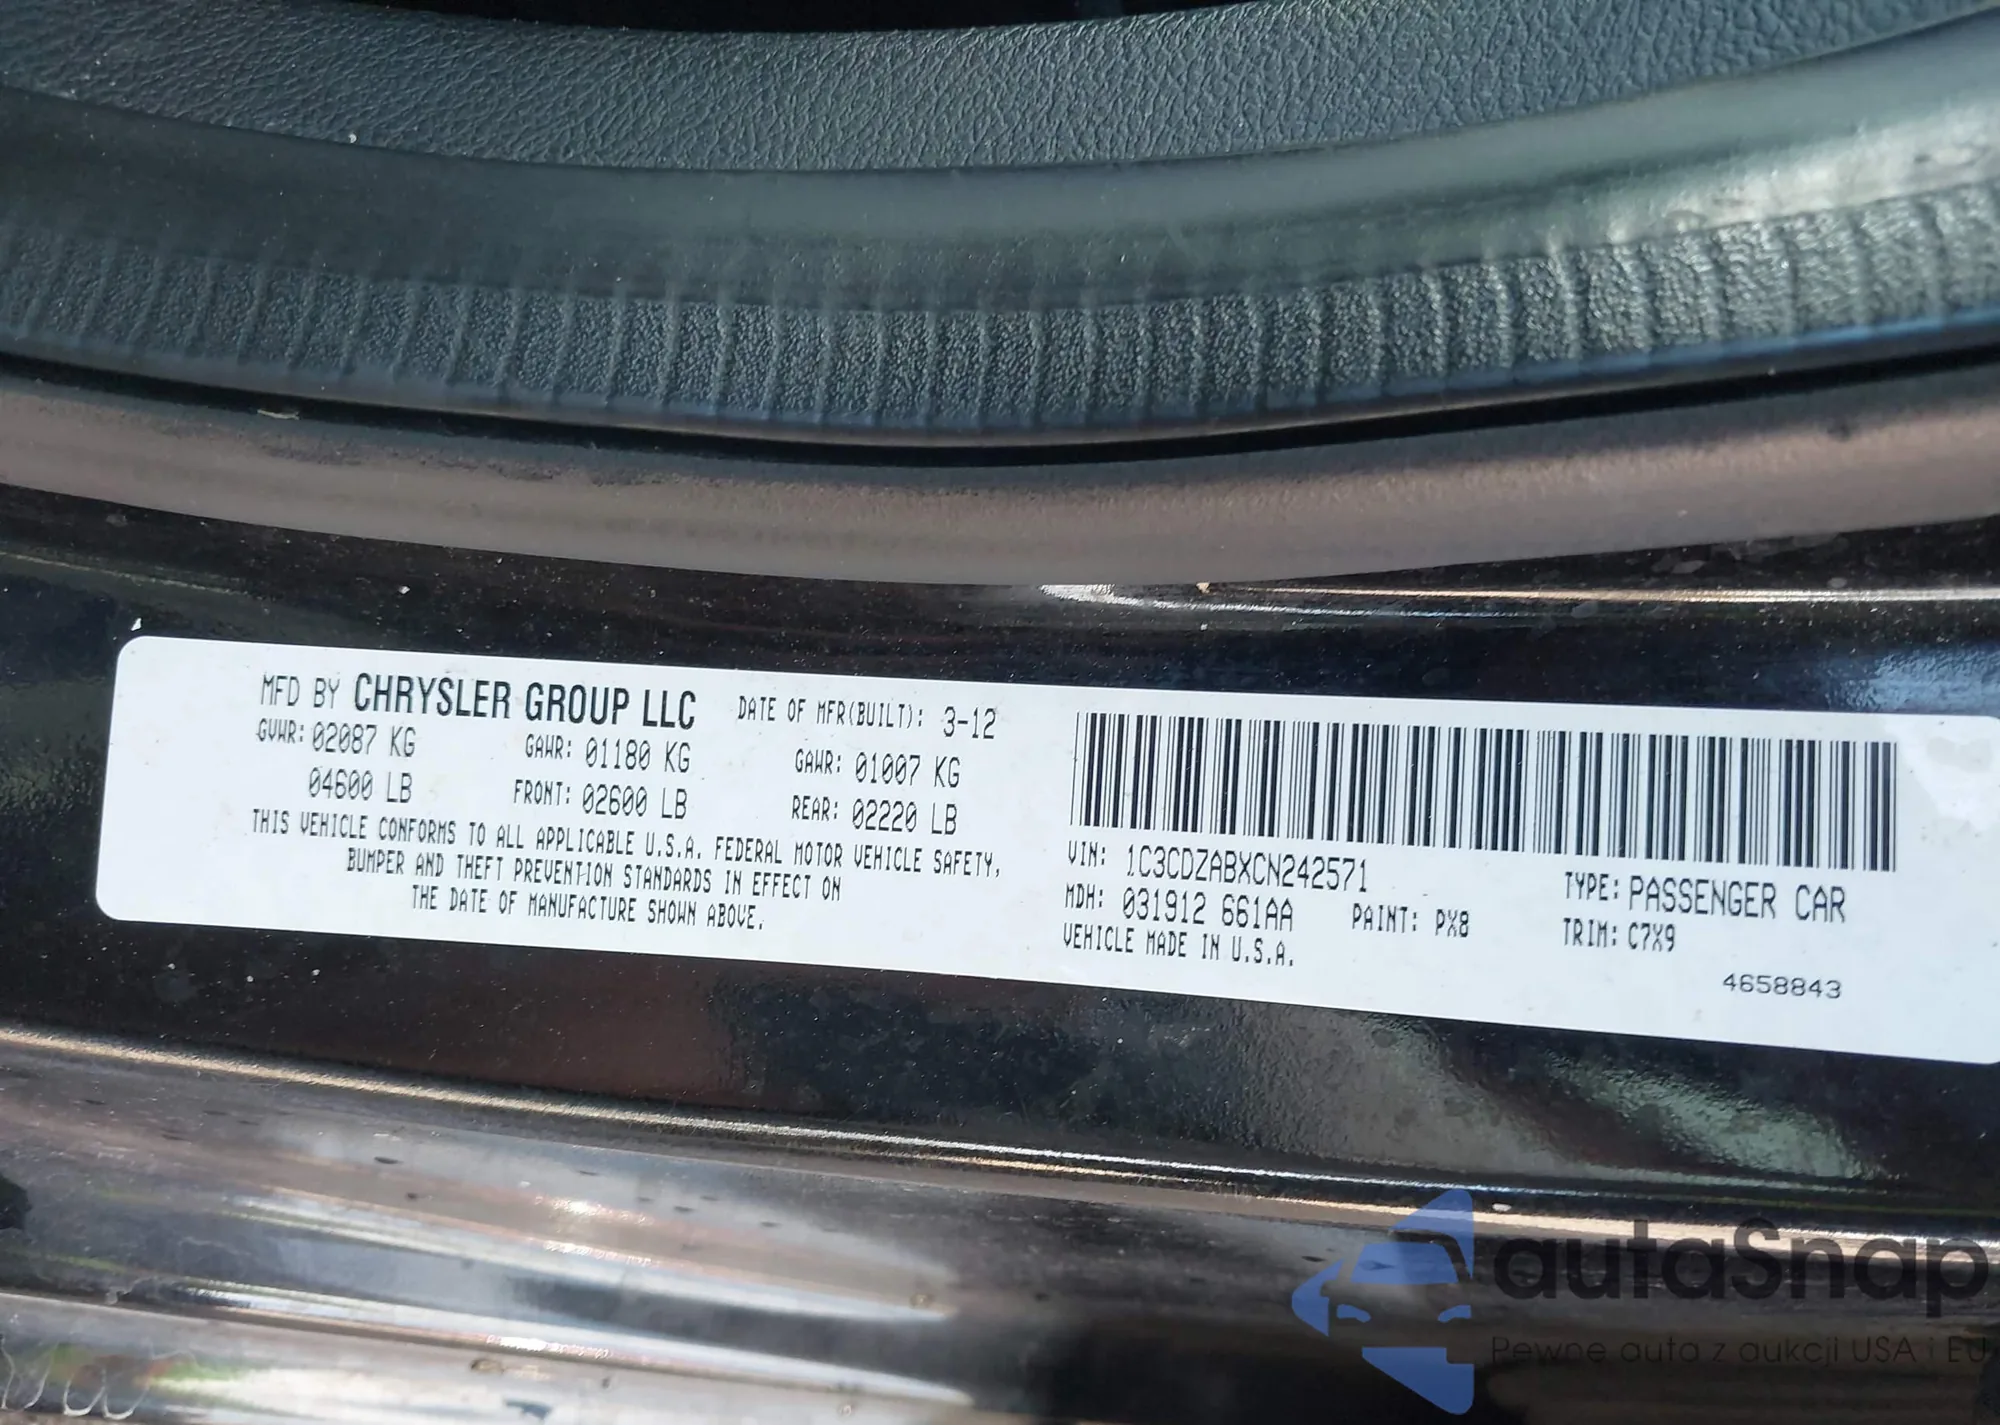 MFD BY CHRYSLER GROUP LLC DATE OF MFR(BUILT): 3-12
GVWR: 02087 KG GAWR: 01180 KG GAWR: 01007 KG
04600 LB FRONT: 02600 LB REAR: 02220 LB
THIS VEHICLE CONFORMS TO ALL APPLICABLE U.S.A. FEDERAL MOTOR VEHICLE SAFETY,
BUMPER AND THEFT PREVENTION STANDARDS IN EFFECT ON
THE DATE OF MANUFACTURE SHOWN ABOVE.
VIN: 1C3CDZABXCN242571 TYPE: PASSENGER CAR
MDH: 031912 661AA PAINT: PX8 TRIM: C7X9
VEHICLE MADE IN U.S.A.
4658843
autaSnap
Pewne auta z aukcji USA i EU